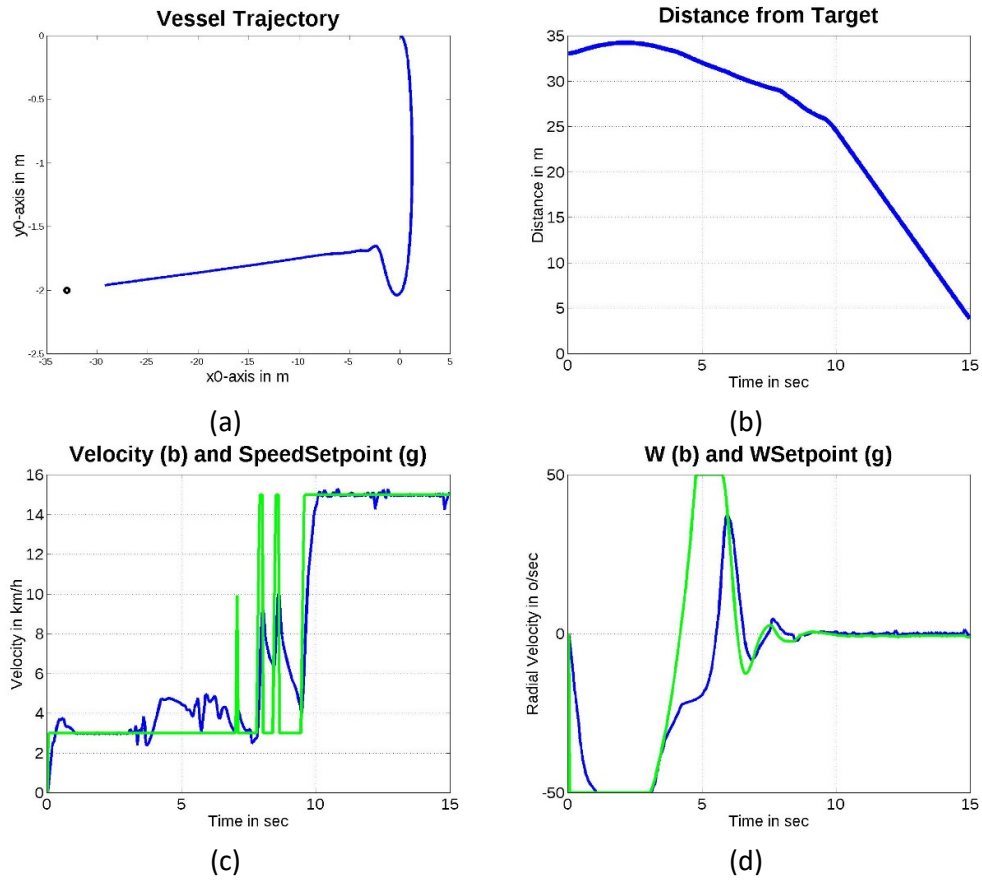 Vessel Trajectory
0
-0.5
-1
-1.5
-2
-2.5
y0-axis in m
-35
-30
-25
-20
-15
-10
-5
0
5
x0-axis in m
(a)
Distance from Target
35
30
25
20
15
10
5
0
Distance in m
0
5
10
15
Time in sec
(b)
Velocity (b) and SpeedSetpoint (g)
16
14
12
10
8
6
4
2
0
Velocity in km/h
0
5
10
15
Time in sec
(c)
W (b) and WSetpoint (g)
50
0
-50
Radial Velocity in o/sec
0
5
10
15
Time in sec
(d)